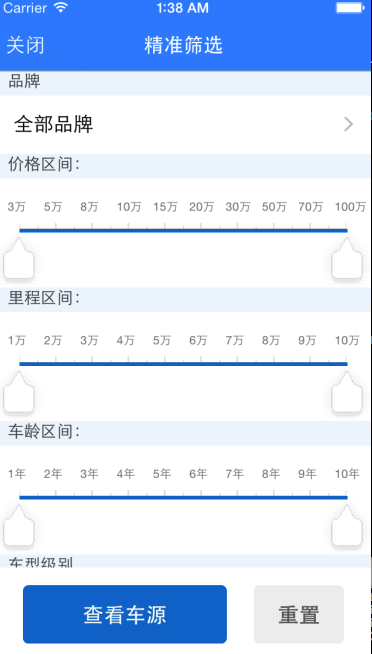 Carrier 1:38 AM
关闭 精准筛选
品牌
全部品牌
价格区间:
3万 5万 8万 10万 15万 20万 30万 50万 70万 100万
里程区间:
1万 2万 3万 4万 5万 6万 7万 8万 9万 10万
车龄区间:
1年 2年 3年 4年 5年 6年 7年 8年 9年 10年
车型级别
查看车源 重置